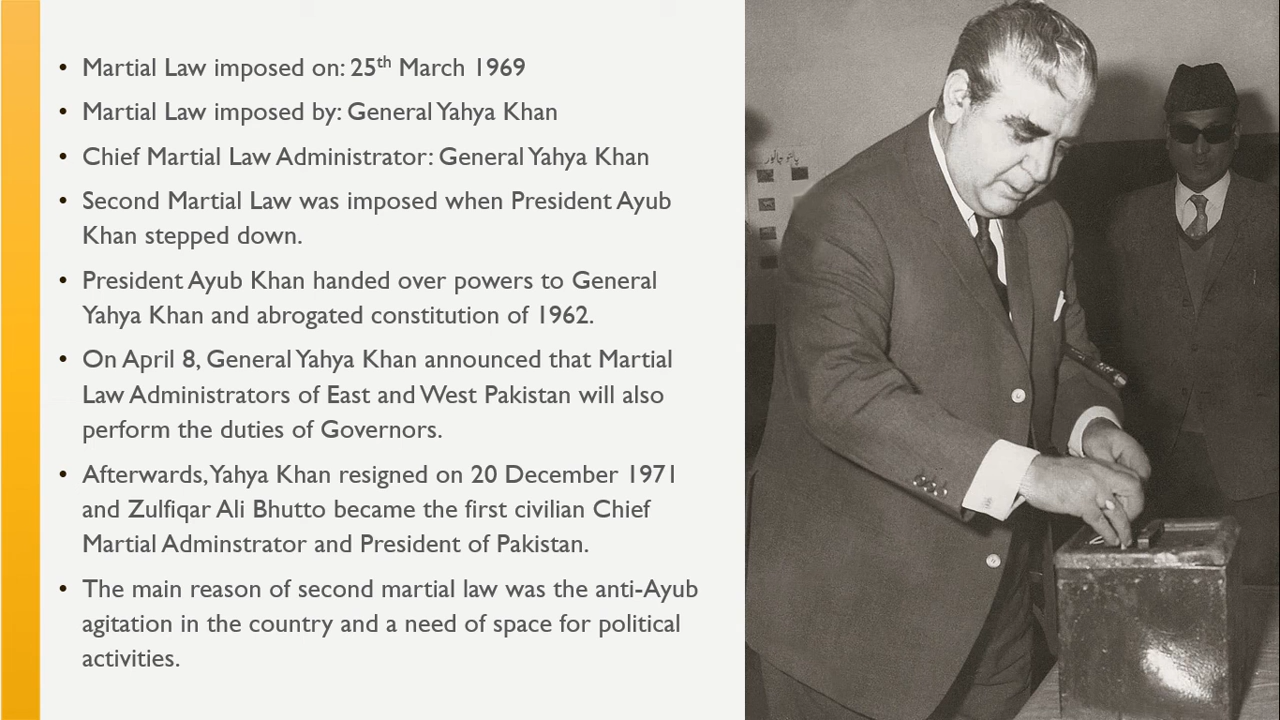 • Martial Law imposed on: 25th March 1969
• Martial Law imposed by: General Yahya Khan
• Chief Martial Law Administrator: General Yahya Khan
• Second Martial Law was imposed when President Ayub
Khan stepped down.
• President Ayub Khan handed over powers to General
Yahya Khan and abrogated constitution of 1962.
• On April 8, General Yahya Khan announced that Martial
Law Administrators of East and West Pakistan will also
perform the duties of Governors.
• Afterwards, Yahya Khan resigned on 20 December 1971
and Zulfiqar Ali Bhutto became the first civilian Chief
Martial Adminstrator and President of Pakistan.
• The main reason of second martial law was the anti-Ayub
agitation in the country and a need of space for political
activities.